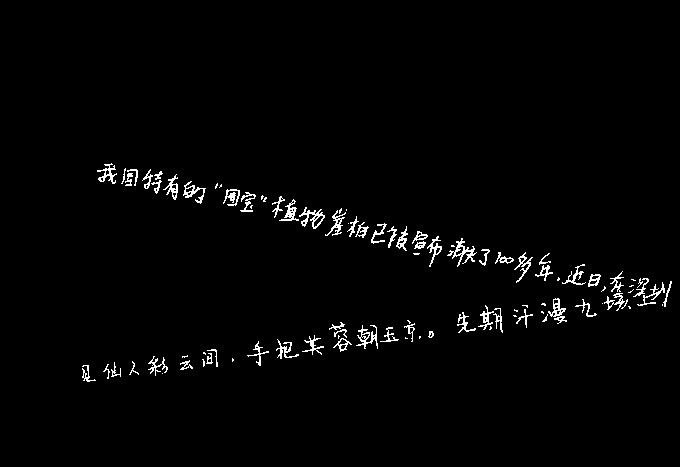 我国特有的“国宝”植物崖柏已被宣布消失了100多年，近日，在深圳
见仙人彩云间，手把芙蓉朝玉京。先期汗漫九垓上